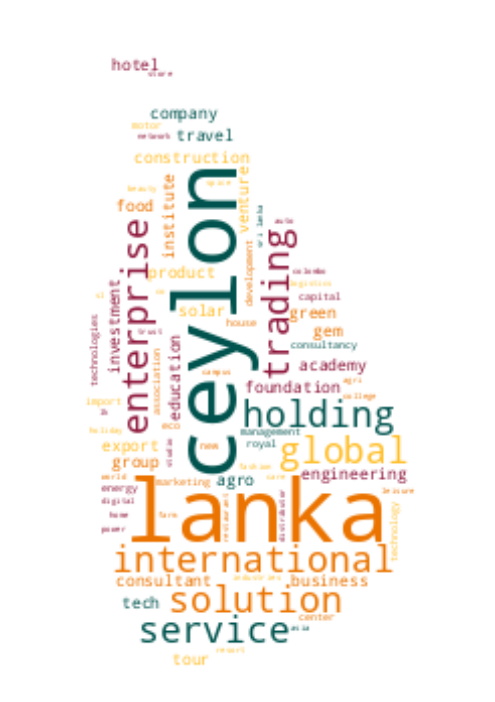 hotel
store
company
motor
network
travel
construction
beauty
space
food
institute
venture
ceylon
enterprise
trading
sri lanka
auto
product
development
colombo
logistics
investment
capital
solar
green
technologies
trust
house
gem
consultancy
association
education
campus
academy
agri
foundation
college
import
holding
eco
holiday
management
royal
export
new
global
group
studio
fashion
world
marketing
agro
care
engineering
energy
digital
lanka
leisure
home
farm
restaurant
distributor
technology
power
international
consultant
industries
business
tech
solution
center
service
asia
resort
tour